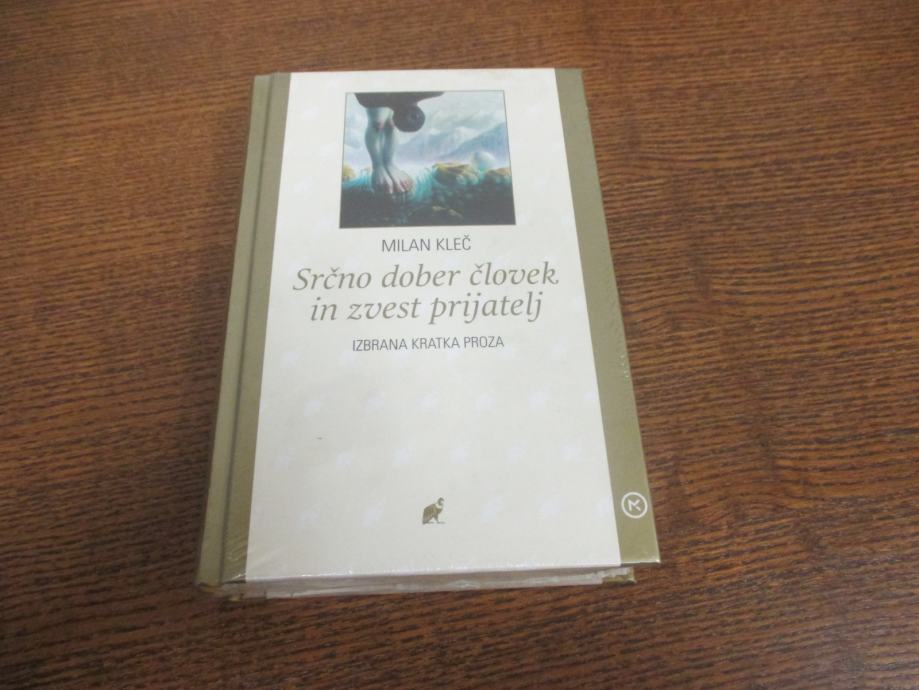 MILAN KLEČ
Srčno dober človek
in zvest prijatelj
IZBRANA KRATKA PROZA